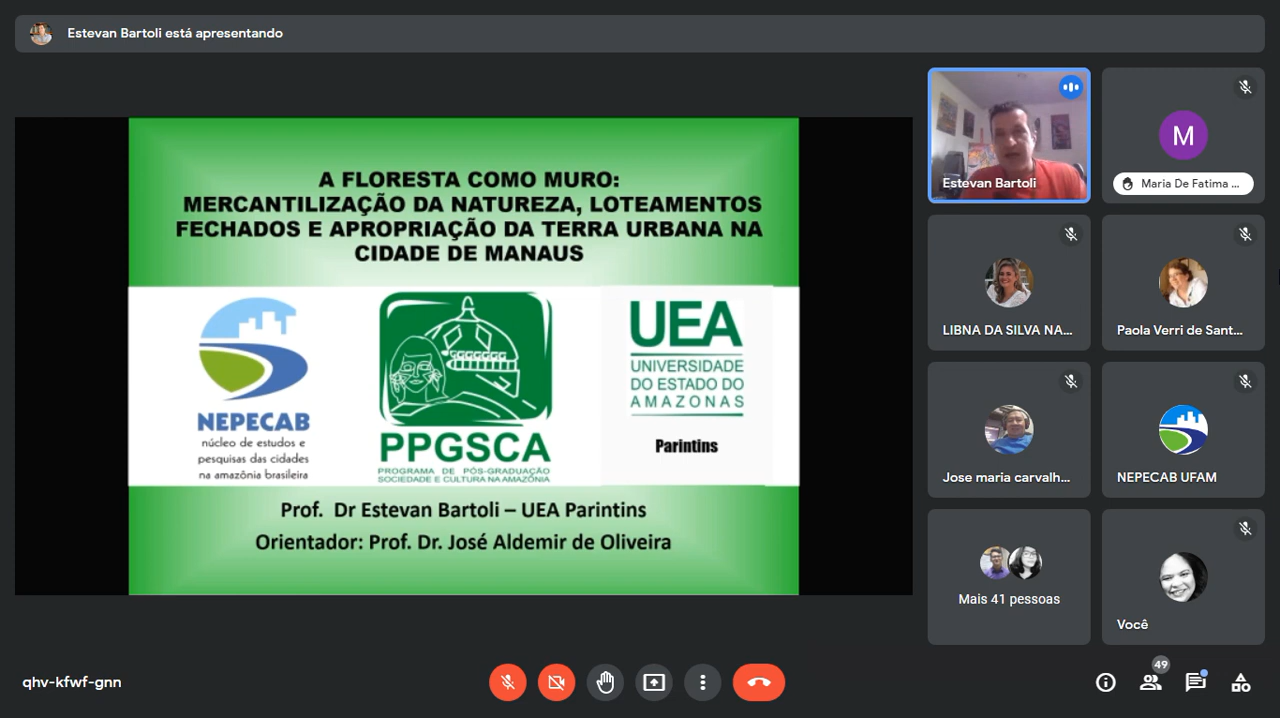 Estevan Bartoli está apresentando
A FLORESTA COMO MURO:
MERCANTILIZAÇÃO DA NATUREZA, LOTEAMENTOS
FECHADOS E APROPRIAÇÃO DA TERRA URBANA NA
CIDADE DE MANAUS
NEPECAB
núcleo de estudos e
pesquisas das cidades
na amazônia brasileira
PPGSCA
PROGRAMA DE PÓS-GRADUAÇÃO
SOCIEDADE E CULTURA NA AMAZÔNIA
UEA
UNIVERSIDADE
DO ESTADO DO
AMAZONAS
Parintins
Prof. Dr Estevan Bartoli – UEA Parintins
Orientador: Prof. Dr. José Aldemir de Oliveira
Estevan Bartoli
M
Maria De Fatima ...
LIBNA DA SILVA NA...
Paola Verri de Sant...
Jose maria carvalh...
NEPECAB UFAM
Mais 41 pessoas
Você
qhv-kfwf-gnn
49